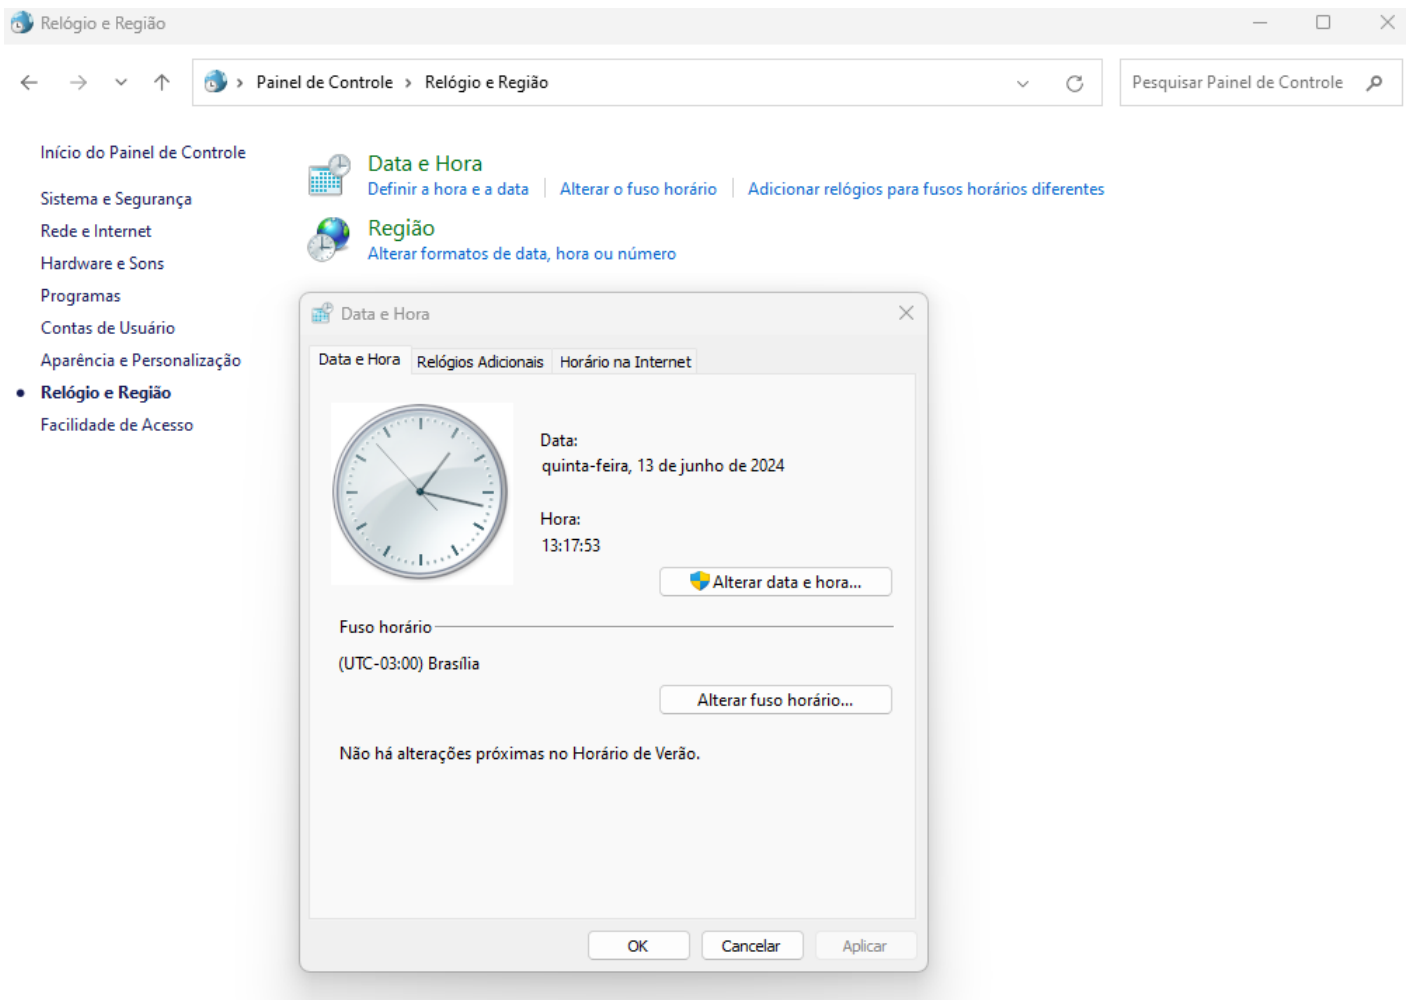 Relógio e Região
Painel de Controle > Relógio e Região
Pesquisar Painel de Controle
Início do Painel de Controle
Sistema e Segurança
Rede e Internet
Hardware e Sons
Programas
Contas de Usuário
Aparência e Personalização
Relógio e Região
Facilidade de Acesso
Data e Hora
Definir a hora e a data
Alterar o fuso horário
Adicionar relógios para fusos horários diferentes
Região
Alterar formatos de data, hora ou número
Data e Hora
Data e Hora
Relógios Adicionais
Horário na Internet
Data:
quinta-feira, 13 de junho de 2024
Hora:
13:17:53
Alterar data e hora...
Fuso horário
(UTC-03:00) Brasília
Alterar fuso horário...
Não há alterações próximas no Horário de Verão.
OK
Cancelar
Aplicar